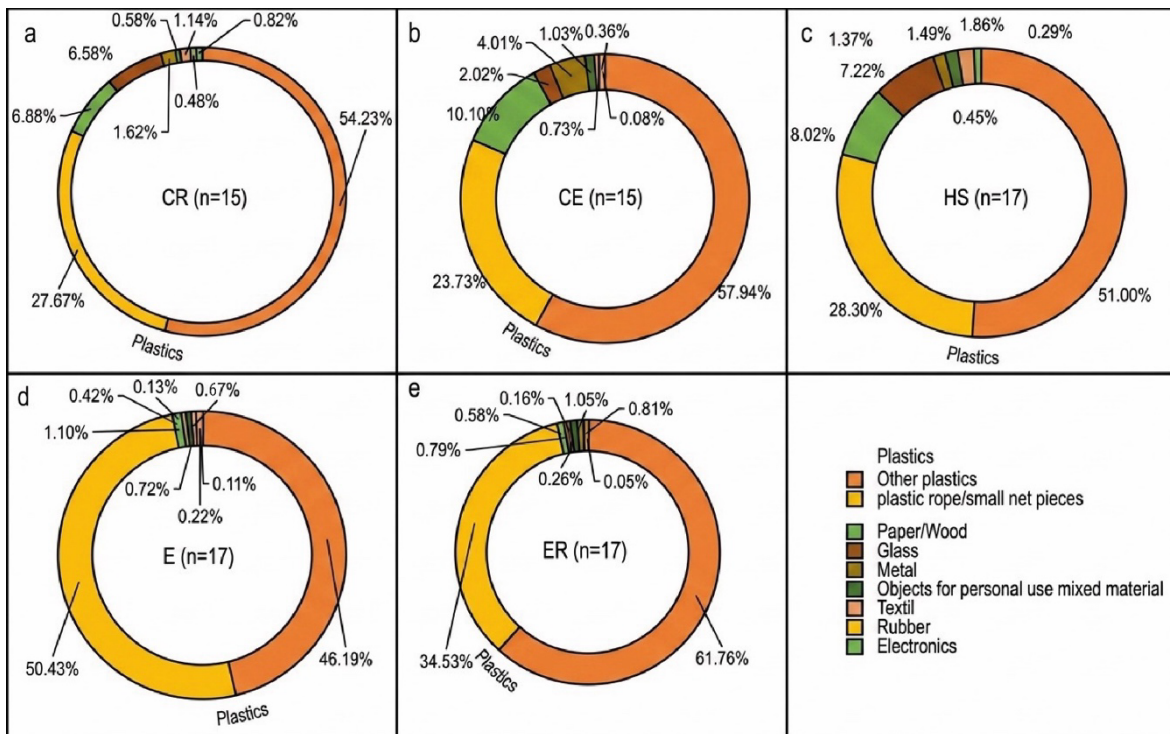 a
0.58%
1.14%
0.82%
6.58%
6.88%
1.62%
0.48%
54.23%
CR (n=15)
27.67%
Plastics
b
4.01%
1.03%
0.36%
2.02%
10.10%
0.73%
0.08%
CE (n=15)
23.73%
57.94%
Plastics
c
1.37%
1.49%
1.86%
0.29%
7.22%
8.02%
0.45%
HS (n=17)
28.30%
51.00%
Plastics
d
0.42%
0.13%
0.67%
1.10%
0.72%
0.11%
0.22%
E (n=17)
50.43%
46.19%
Plastics
e
0.58%
0.16%
1.05%
0.81%
0.79%
0.26%
0.05%
ER (n=17)
34.53%
61.76%
Plastics
Plastics
Other plastics
plastic rope/small net pieces
Paper/Wood
Glass
Metal
Objects for personal use mixed material
Textil
Rubber
Electronics